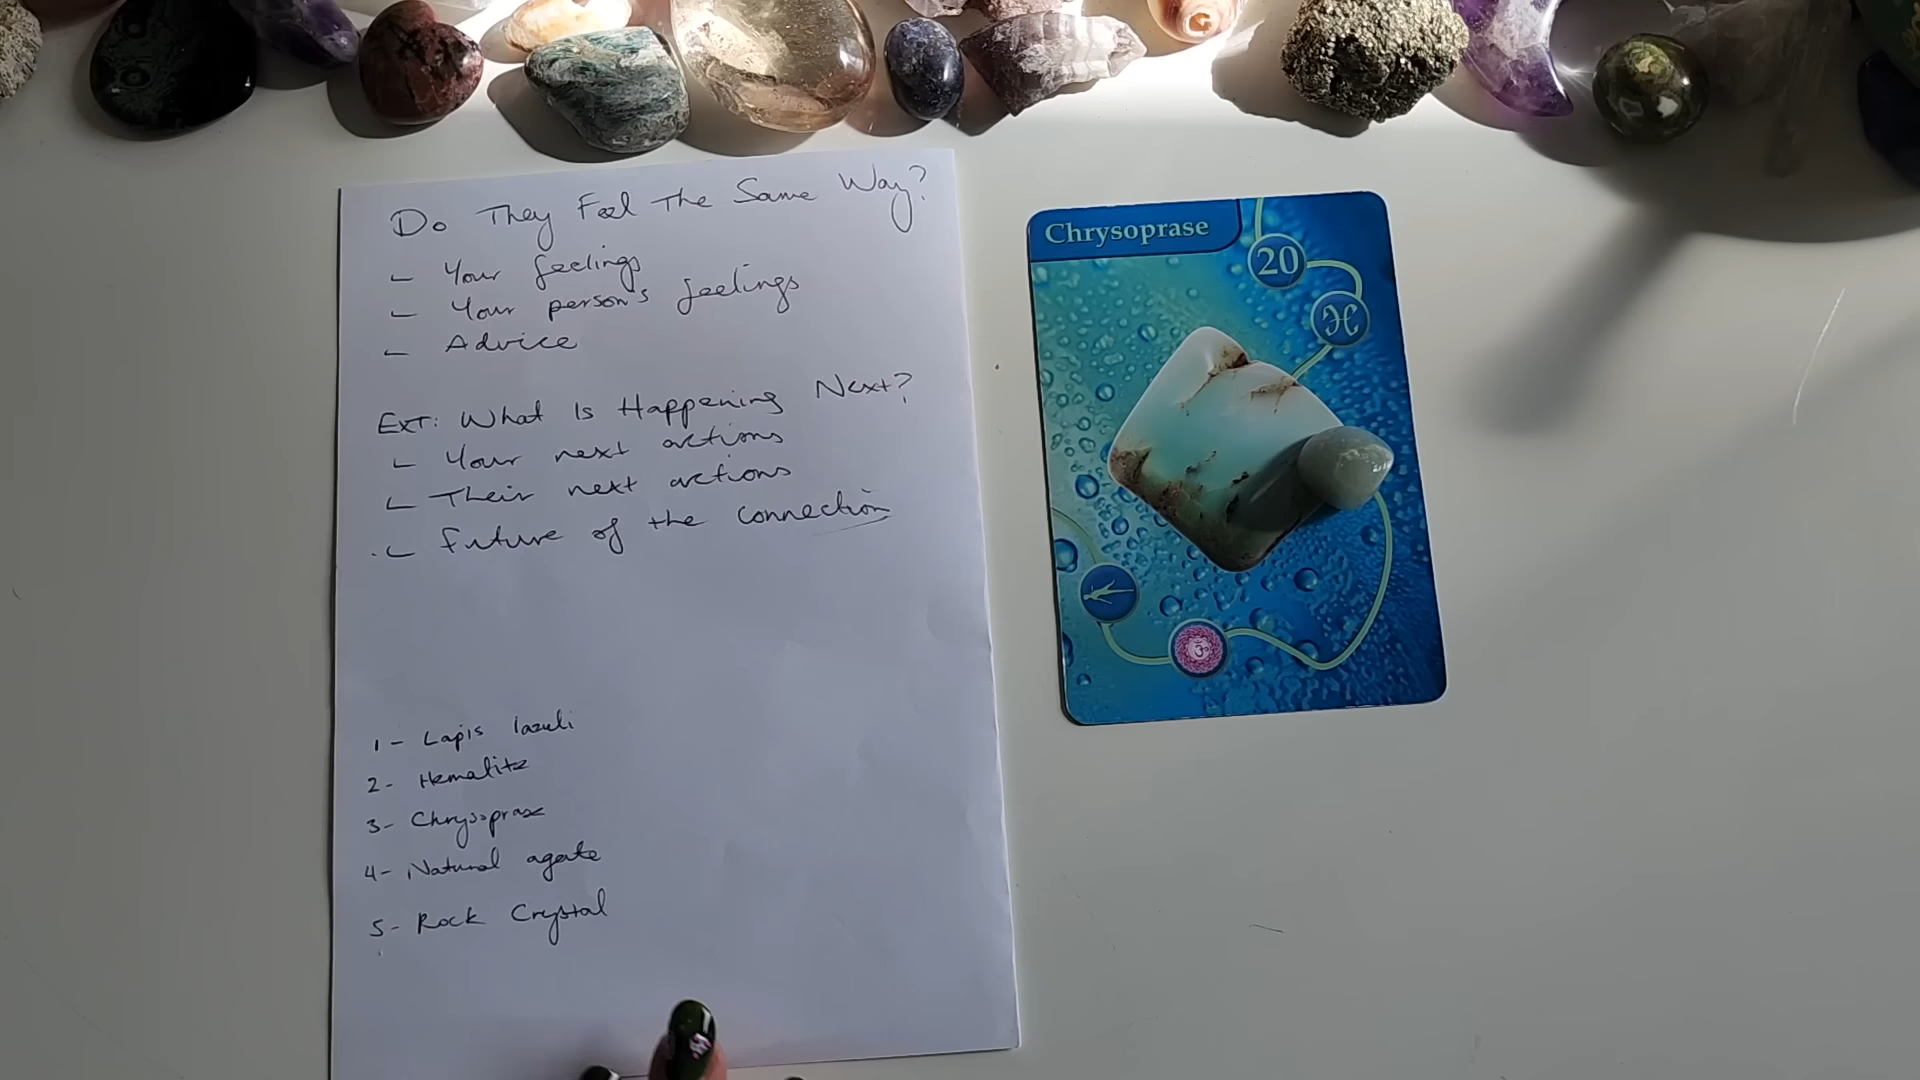 Do They Feel The Same Way?
Your feelings
Your person's feelings
Advice
Ext: What Is Happening Next?
Your next actions
Their next actions
Future of the connection
1- Lapis lazuli
2- Hematite
3- Chrysoprase
4- Natural agate
5- Rock Crystal
Chrysoprase
20
ॐ